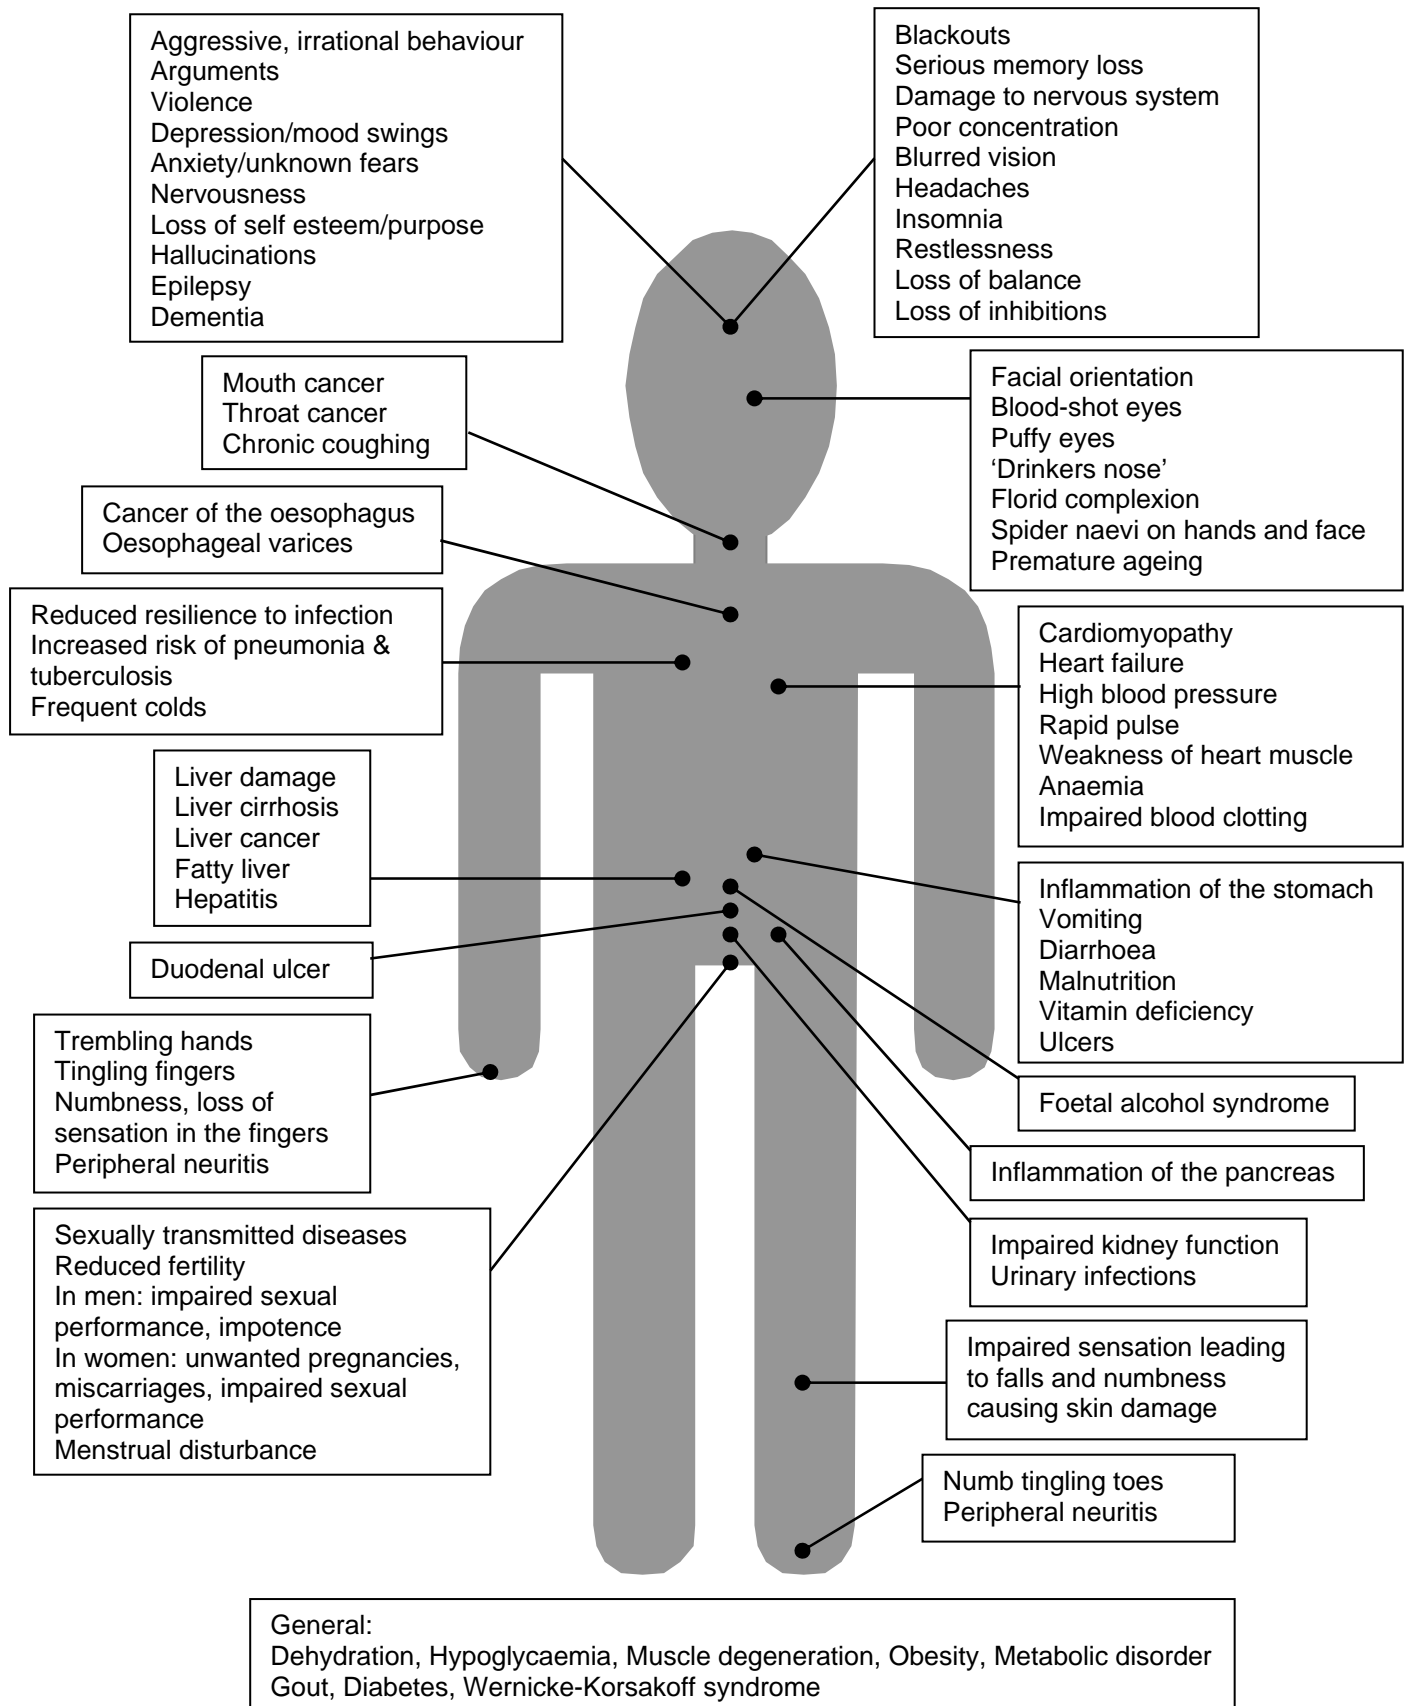 Aggressive, irrational behaviour
Arguments
Violence
Depression/mood swings
Anxiety/unknown fears
Nervousness
Loss of self esteem/purpose
Hallucinations
Epilepsy
Dementia
Blackouts
Serious memory loss
Damage to nervous system
Poor concentration
Blurred vision
Headaches
Insomnia
Restlessness
Loss of balance
Loss of inhibitions
Mouth cancer
Throat cancer
Chronic coughing
Facial orientation
Blood-shot eyes
Puffy eyes
‘Drinkers nose’
Florid complexion
Spider naevi on hands and face
Premature ageing
Cancer of the oesophagus
Oesophageal varices
Reduced resilience to infection
Increased risk of pneumonia &
tuberculosis
Frequent colds
Cardiomyopathy
Heart failure
High blood pressure
Rapid pulse
Weakness of heart muscle
Anaemia
Impaired blood clotting
Liver damage
Liver cirrhosis
Liver cancer
Fatty liver
Hepatitis
Inflammation of the stomach
Vomiting
Diarrhoea
Malnutrition
Vitamin deficiency
Ulcers
Duodenal ulcer
Trembling hands
Tingling fingers
Numbness, loss of
sensation in the fingers
Peripheral neuritis
Foetal alcohol syndrome
Inflammation of the pancreas
Sexually transmitted diseases
Reduced fertility
In men: impaired sexual
performance, impotence
In women: unwanted pregnancies,
miscarriages, impaired sexual
performance
Menstrual disturbance
Impaired kidney function
Urinary infections
Impaired sensation leading
to falls and numbness
causing skin damage
Numb tingling toes
Peripheral neuritis
General:
Dehydration, Hypoglycaemia, Muscle degeneration, Obesity, Metabolic disorder
Gout, Diabetes, Wernicke-Korsakoff syndrome